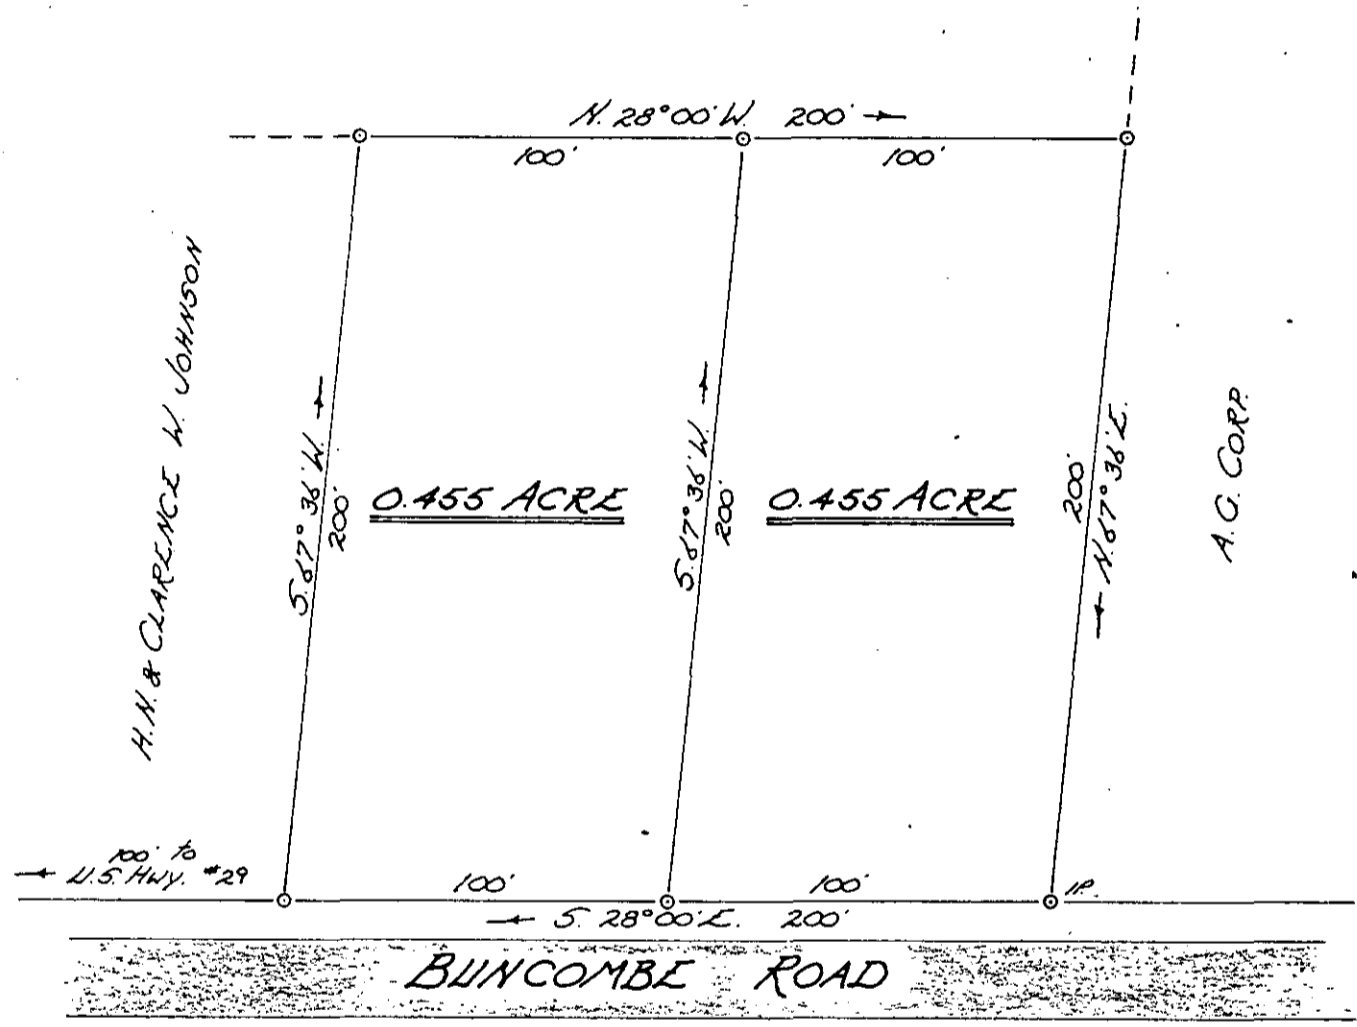 N. 28°00' W. 200'
100' 100'
H.N. & CLARENCE W. JOHNSON
S. 67° 36' W.
200'
0.455 ACRE
S. 67° 36' W.
200'
0.455 ACRE
200'
N. 67° 36' E.
A.G. CORP.
100' to
U.S. HWY. #29
100' 100' I.P.
S. 28°00' E. 200'
BUNCOMBE ROAD